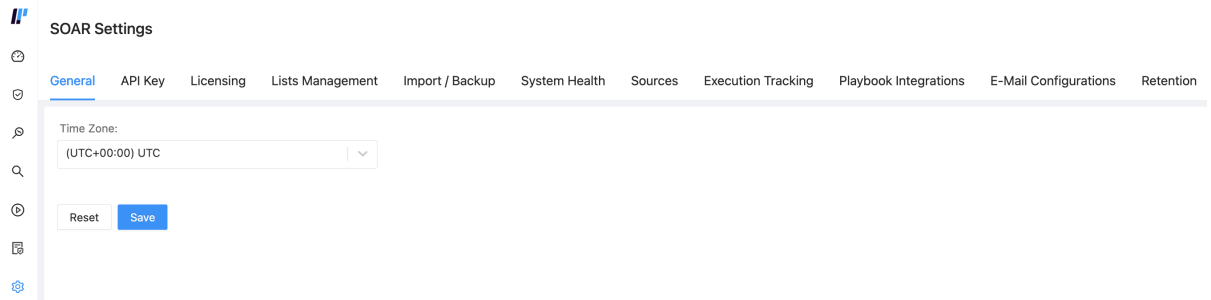 SOAR Settings
General API Key Licensing Lists Management Import / Backup System Health Sources Execution Tracking Playbook Integrations E-Mail Configurations Retention
Time Zone:
(UTC+00:00) UTC
Reset Save